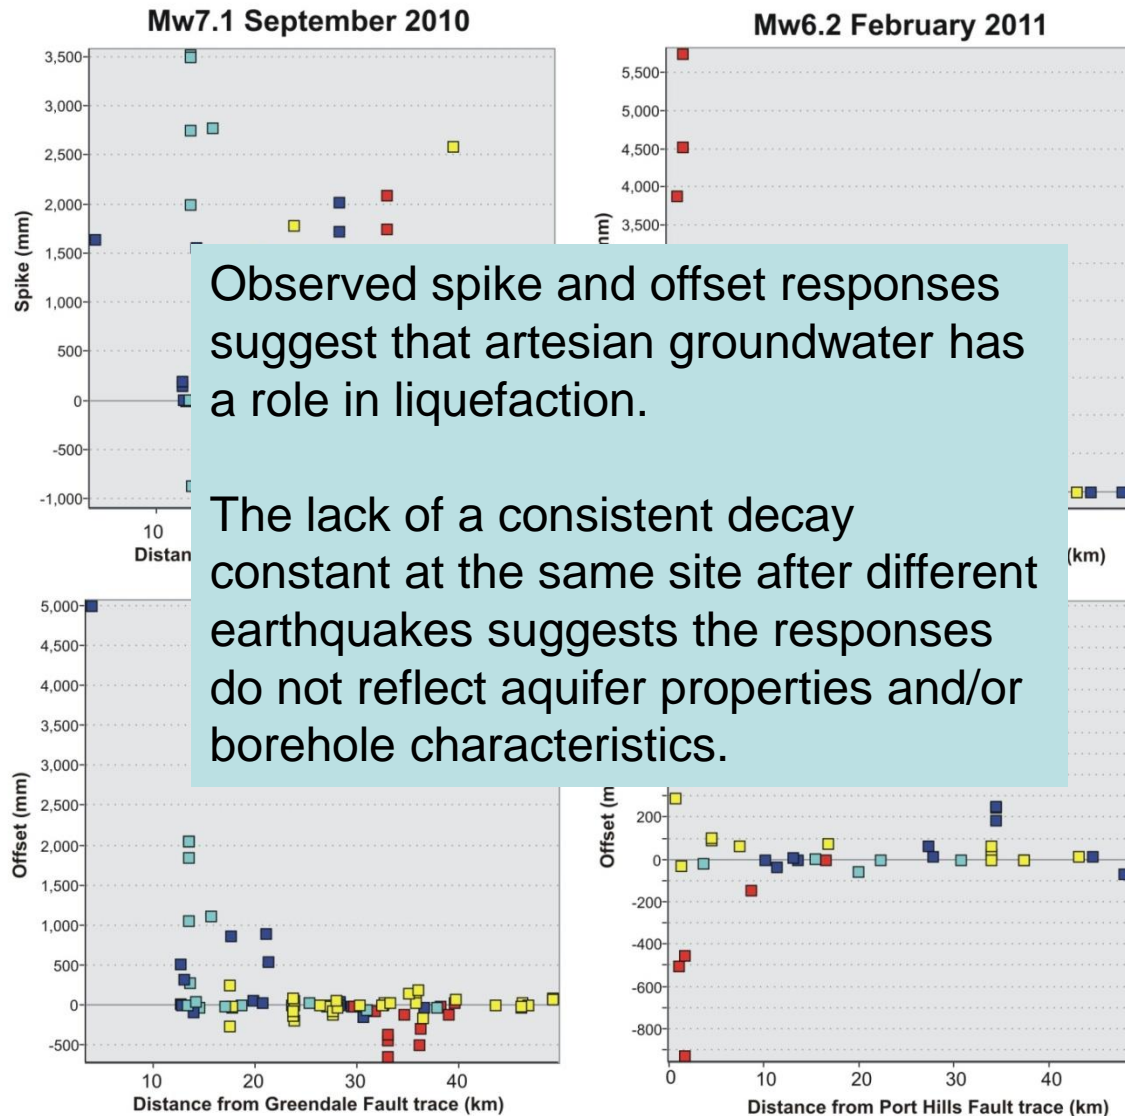 Mw7.1 September 2010
3,500
3,000
2,500
2,000
1,500
1,000
500
0
-500
-1,000
Spike (mm)
10
Distan
Mw6.2 February 2011
5,500
5,000
4,500
4,000
3,500
mm)
(km)
Observed spike and offset responses
suggest that artesian groundwater has
a role in liquefaction.
The lack of a consistent decay
constant at the same site after different
earthquakes suggests the responses
do not reflect aquifer properties and/or
borehole characteristics.
5,000
4,500
4,000
3,500
3,000
2,500
2,000
1,500
1,000
500
0
-500
Offset (mm)
10 20 30 40
Distance from Greendale Fault trace (km)
200
0
-200
-400
-600
-800
Offset (m
0 10 20 30 40
Distance from Port Hills Fault trace (km)